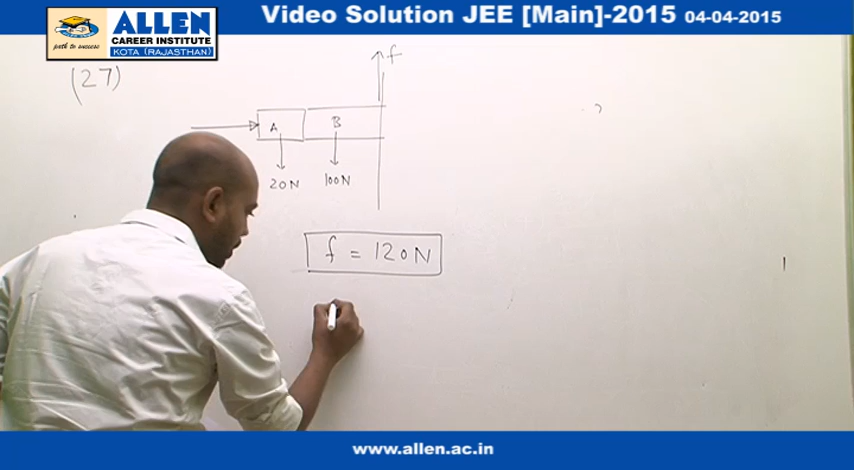 Video Solution JEE [Main]-2015 04-04-2015
ALLEN
CAREER INSTITUTE
KOTA (RAJASTHAN)
path to success
(27)
f
A
B
20N
100N
f = 120N
www.allen.ac.in